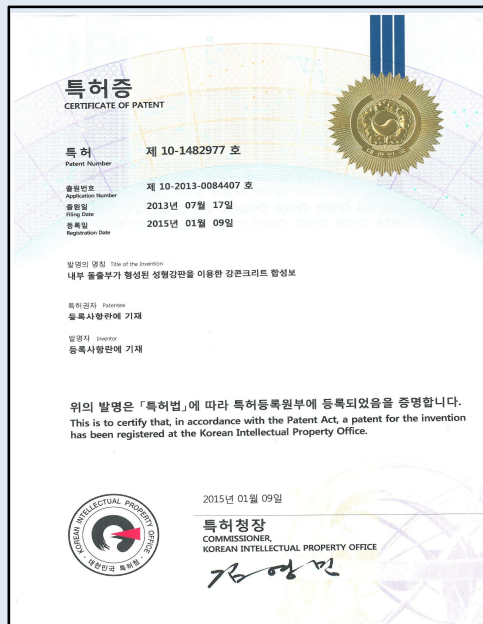 특허증
CERTIFICATE OF PATENT
특 허 제 10-1482977 호
Patent Number
출원번호 제 10-2013-0084407 호
Application Number
출원일 2013년 07월 17일
Filing Date
등록일 2015년 01월 09일
Registration Date
발명의 명칭 Title of the Invention
내부 돌출부가 형성된 성형강판을 이용한 강콘크리트 합성보
특허권자 Patentee
등록사항란에 기재
발명자 Inventor
등록사항란에 기재
위의 발명은 「특허법」에 따라 특허등록원부에 등록되었음을 증명합니다.
This is to certify that, in accordance with the Patent Act, a patent for the invention
has been registered at the Korean Intellectual Property Office.
2015년 01월 09일
특허청장
COMMISSIONER,
KOREAN INTELLECTUAL PROPERTY OFFICE
김영민
KOREAN INTELLECTUAL PROPERTY OFFICE
대한민국 특허청
대한민국